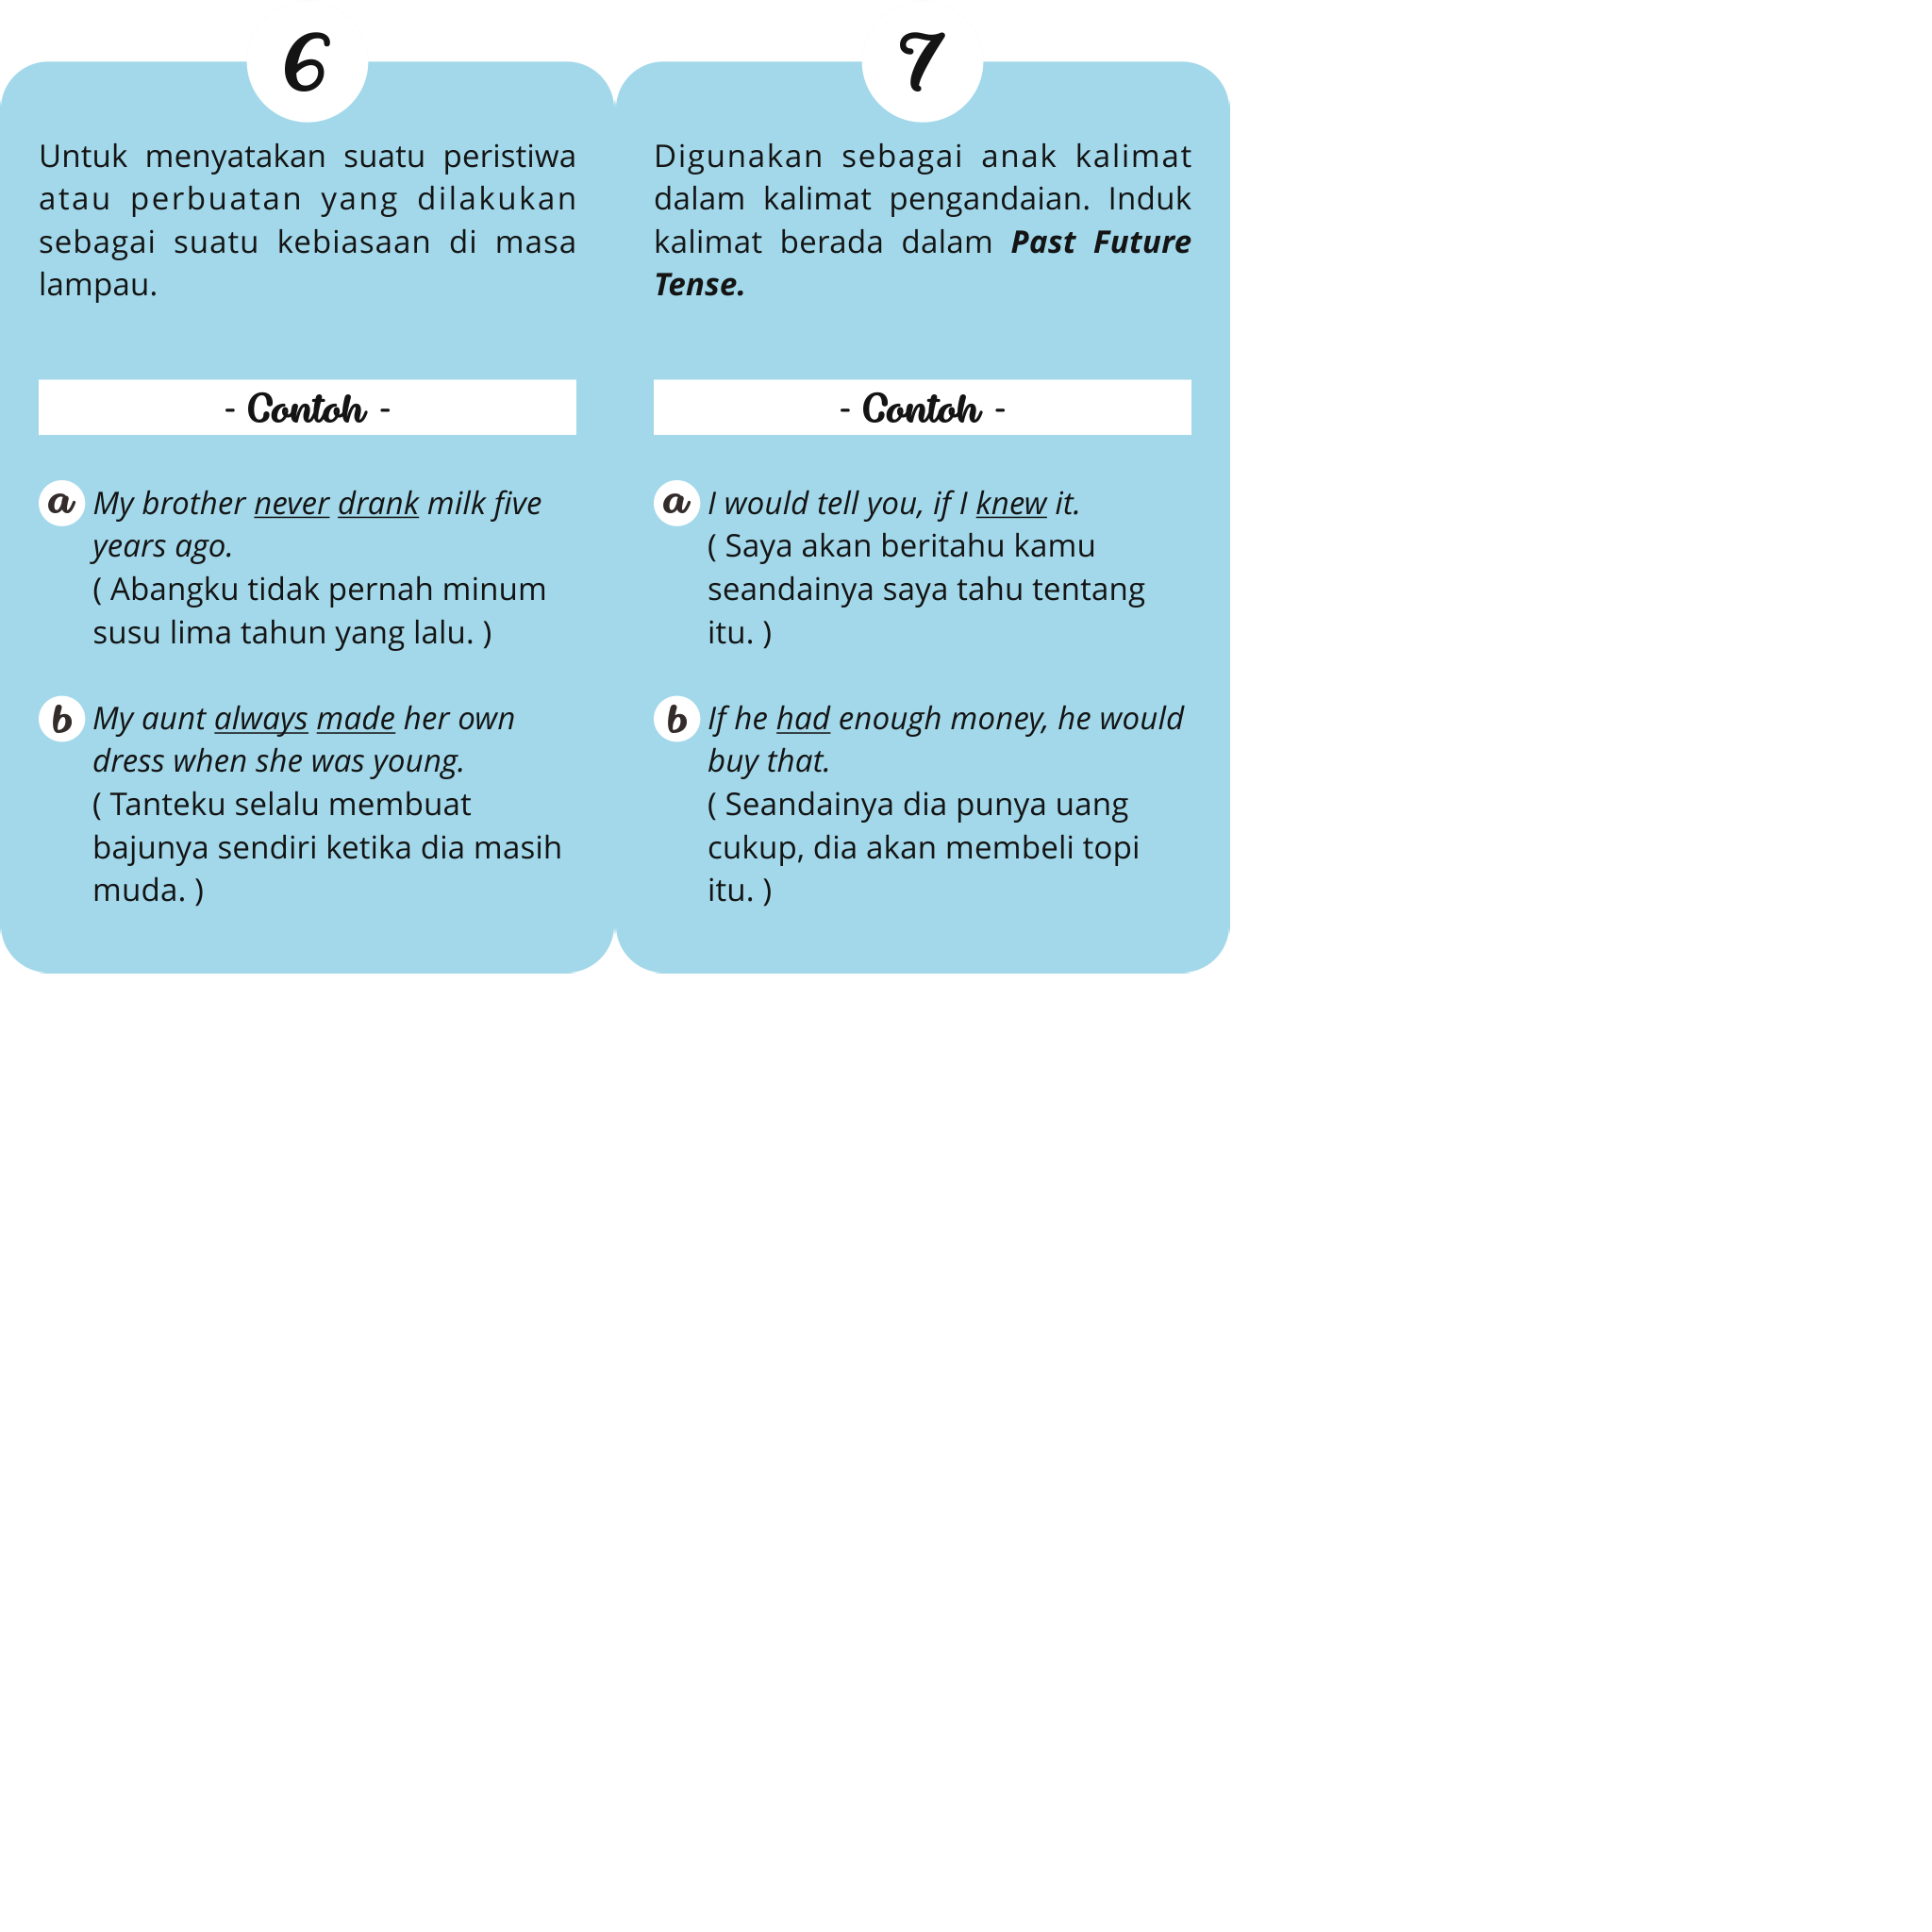 6
Untuk menyatakan suatu peristiwa
atau perbuatan yang dilakukan
sebagai suatu kebiasaan di masa
lampau.
- Contoh -
a My brother never drank milk five
years ago.
( Abangku tidak pernah minum
susu lima tahun yang lalu. )
b My aunt always made her own
dress when she was young.
( Tanteku selalu membuat
bajunya sendiri ketika dia masih
muda. )
7
Digunakan sebagai anak kalimat
dalam kalimat pengandaian. Induk
kalimat berada dalam Past Future
Tense.
- Contoh -
a I would tell you, if I knew it.
( Saya akan beritahu kamu
seandainya saya tahu tentang
itu. )
b If he had enough money, he would
buy that.
( Seandainya dia punya uang
cukup, dia akan membeli topi
itu. )